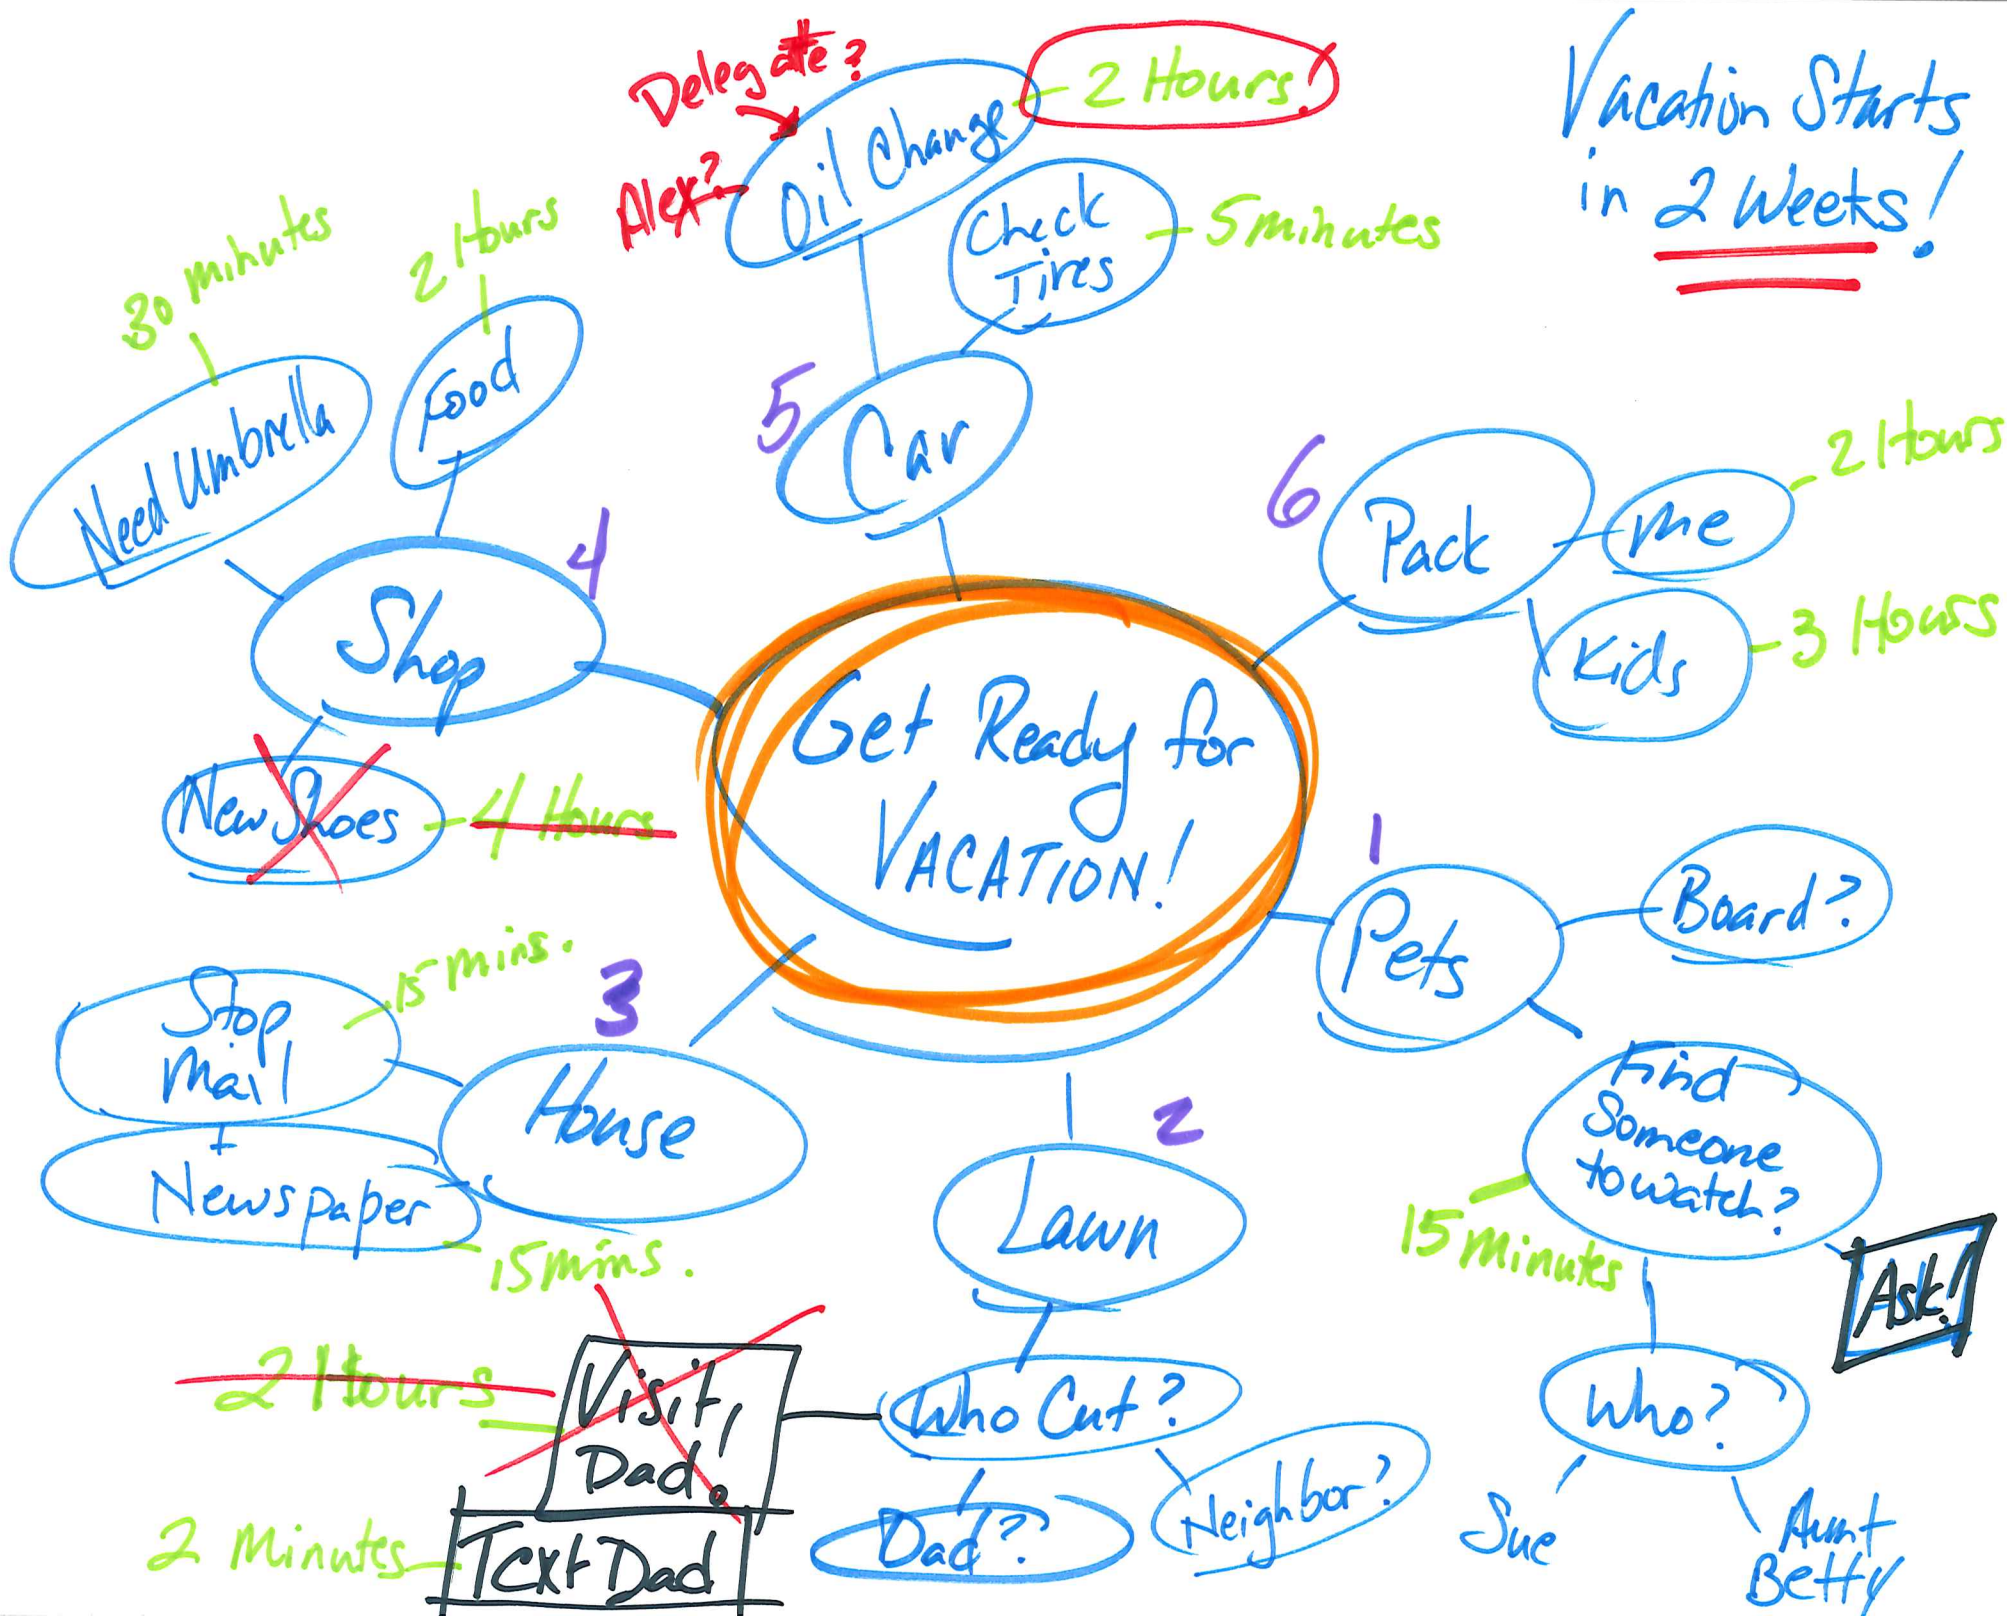 Vacation Starts
in 2 Weeks!
Delegate?
Alex?
Oil Change
2 Hours!
Check
Tires
5 minutes
5
Car
30 minutes
Need Umbrella
2 Hours
Food
4
Shop
New Shoes
4 Hours
6
Pack
me
2 Hours
Kids
3 Hours
Get Ready for
VACATION!
1
Pets
Board?
Find
Someone
to watch?
15 minutes
Ask!
Who?
Sue
Aunt
Betty
3
House
Stop
Mail
15 mins.
+
Newspaper
15 mins.
2
Lawn
Who Cut?
Dad?
Neighbor?
Visit
Dad!
2 Hours
Text Dad
2 Minutes